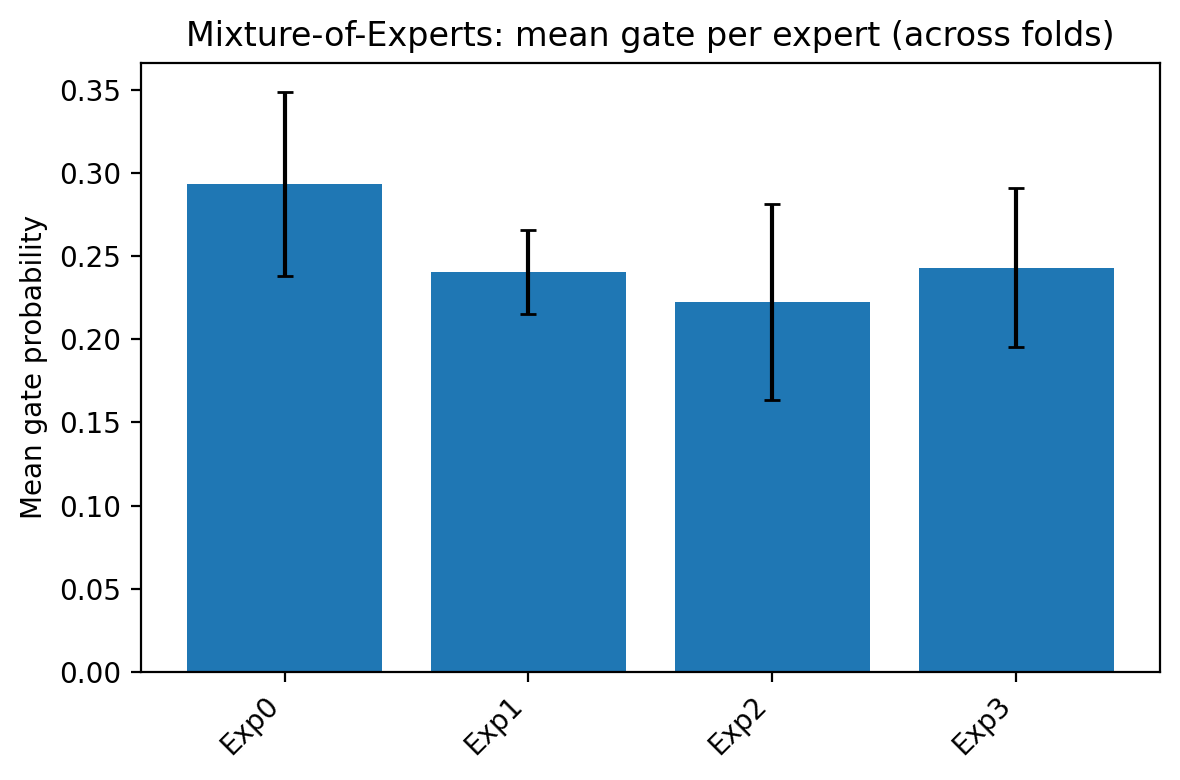 Mixture-of-Experts: mean gate per expert (across folds)
Mean gate probability
0.35
0.30
0.25
0.20
0.15
0.10
0.05
0.00
Exp0
Exp1
Exp2
Exp3